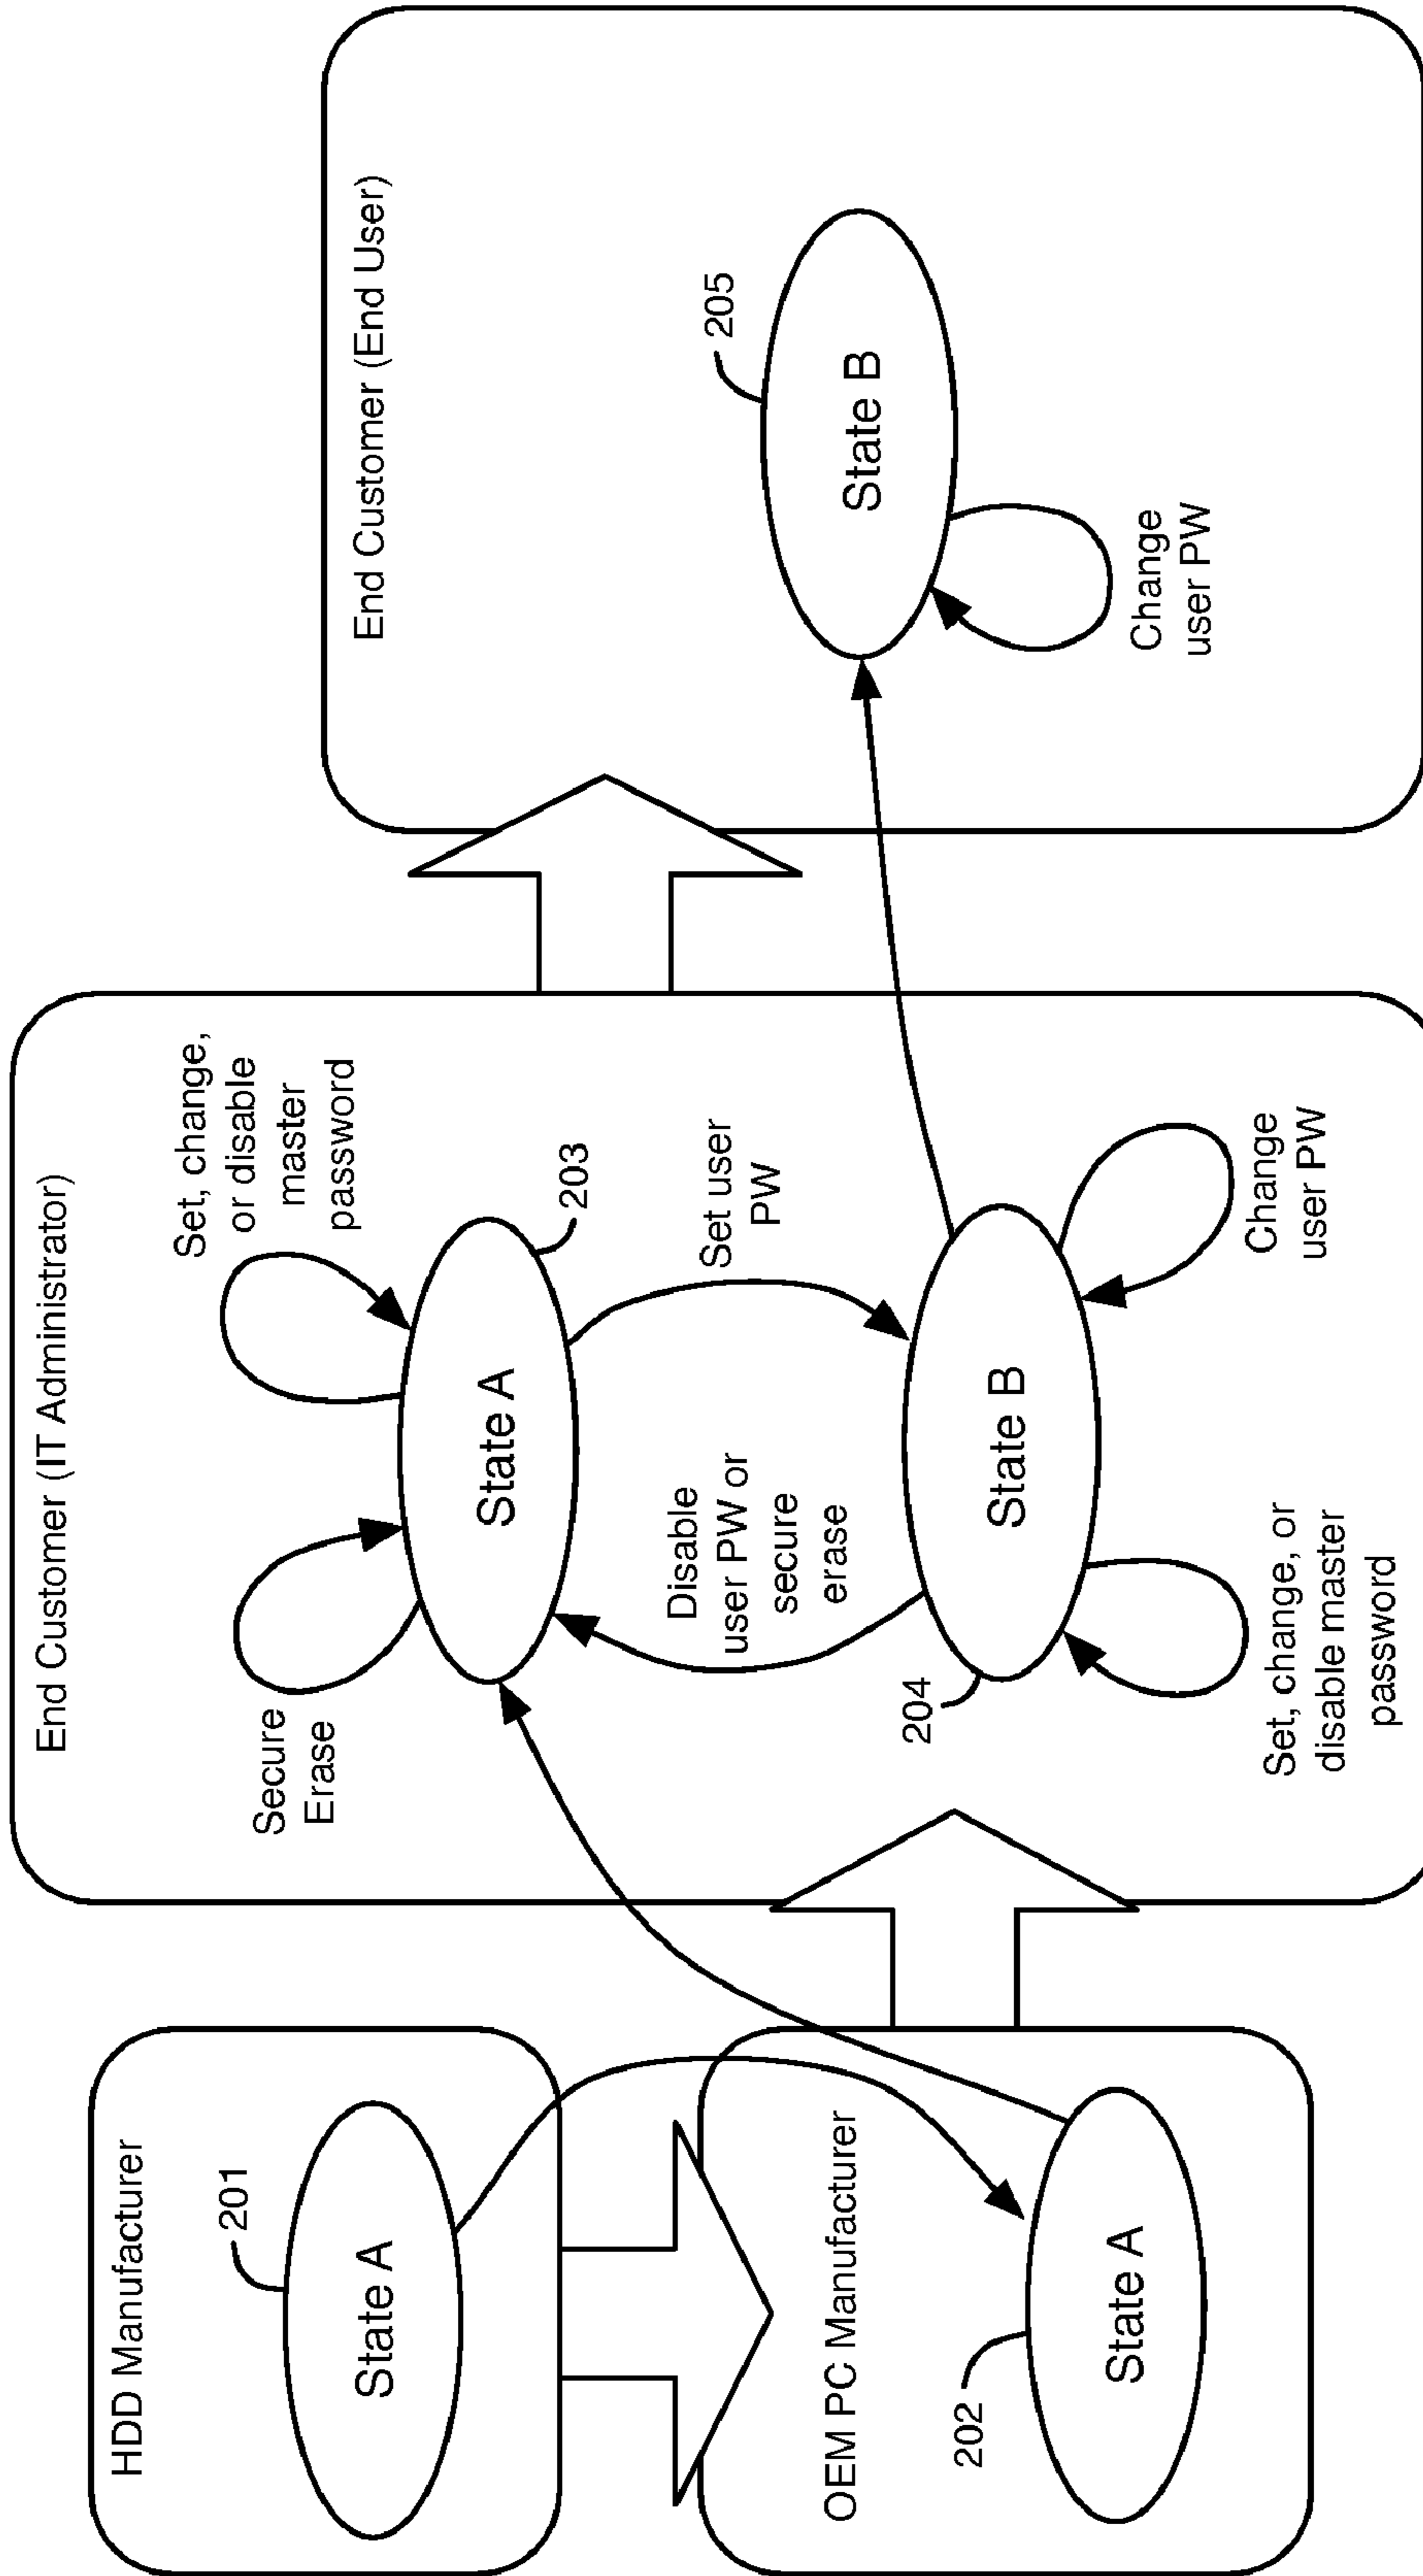 HDD Manufacturer
201
State A
OEM PC Manufacturer
202
State A
End Customer (IT Administrator)
Secure
Erase
Set, change,
or disable
master
password
State A
203
Disable
user PW or
secure
erase
Set user
PW
204
State B
Set, change, or
disable master
password
Change
user PW
End Customer (End User)
205
State B
Change
user PW